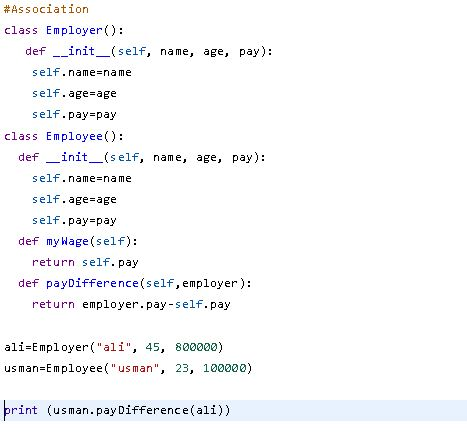 #Association
class Employer():
   def __init__(self, name, age, pay):
    self.name=name
    self.age=age
    self.pay=pay
class Employee():
  def __init__(self, name, age, pay):
    self.name=name
    self.age=age
    self.pay=pay
  def myWage(self):
    return self.pay
  def payDifference(self,employer):
    return employer.pay-self.pay

ali=Employer("ali", 45, 800000)
usman=Employee("usman", 23, 100000)

print (usman.payDifference(ali))